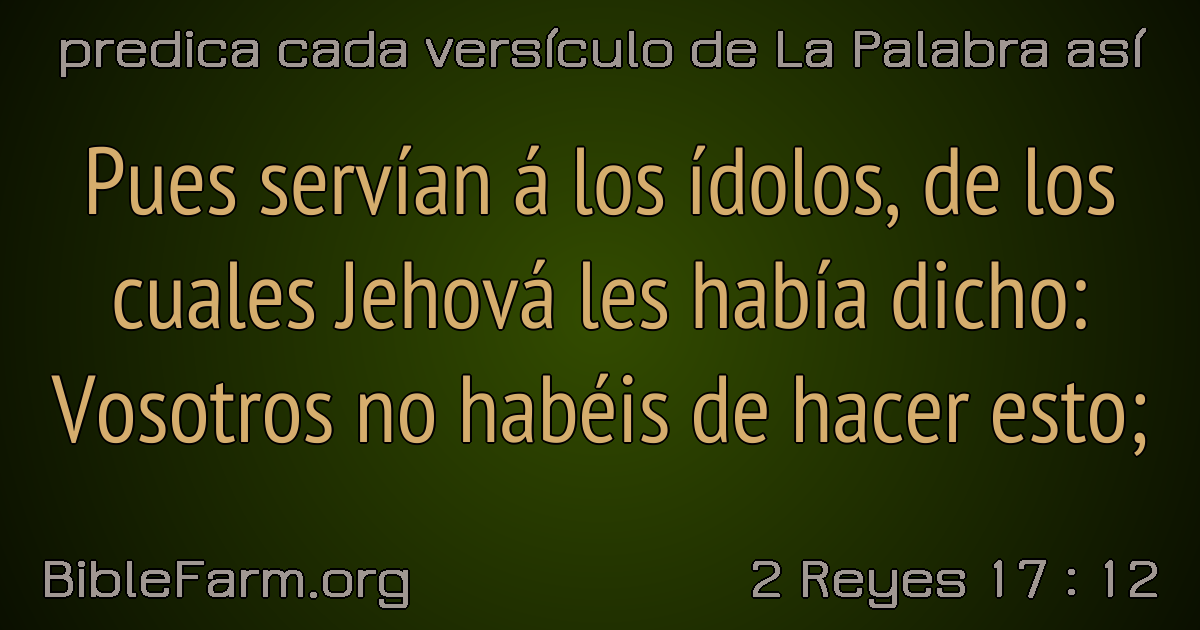 predica cada versículo de La Palabra así
Pues servían á los ídolos, de los
cuales Jehová les había dicho:
Vosotros no habéis de hacer esto;
BibleFarm.org
2 Reyes 17 : 12